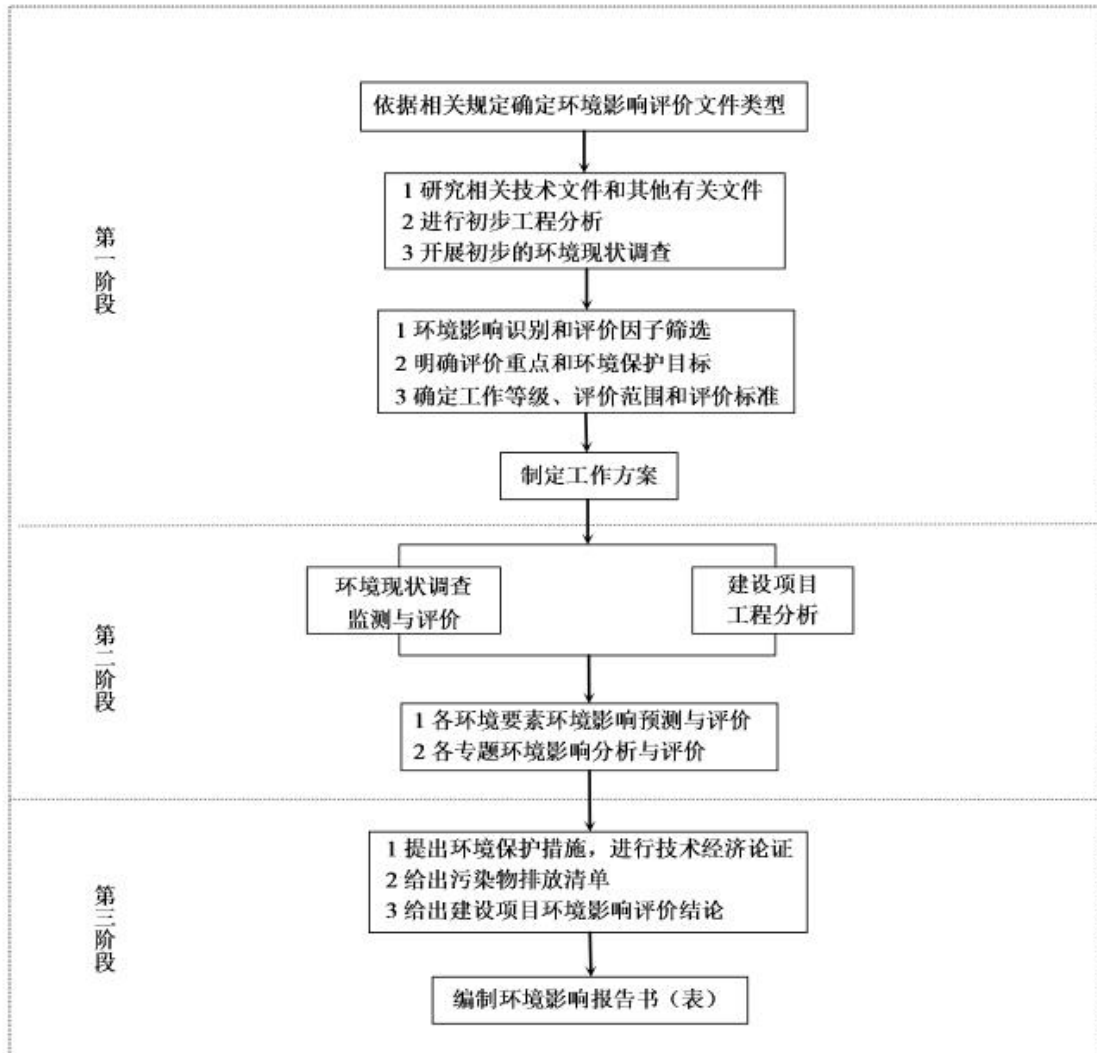 依据相关规定确定环境影响评价文件类型
1 研究相关技术文件和其他有关文件
2 进行初步工程分析
3 开展初步的环境现状调查
第一阶段
1 环境影响识别和评价因子筛选
2 明确评价重点和环境保护目标
3 确定工作等级、评价范围和评价标准
制定工作方案
环境现状调查
监测与评价
建设项目
工程分析
第二阶段
1 各环境要素环境影响预测与评价
2 各专题环境影响分析与评价
1 提出环境保护措施，进行技术经济论证
2 给出污染物排放清单
3 给出建设项目环境影响评价结论
第三阶段
编制环境影响报告书（表）